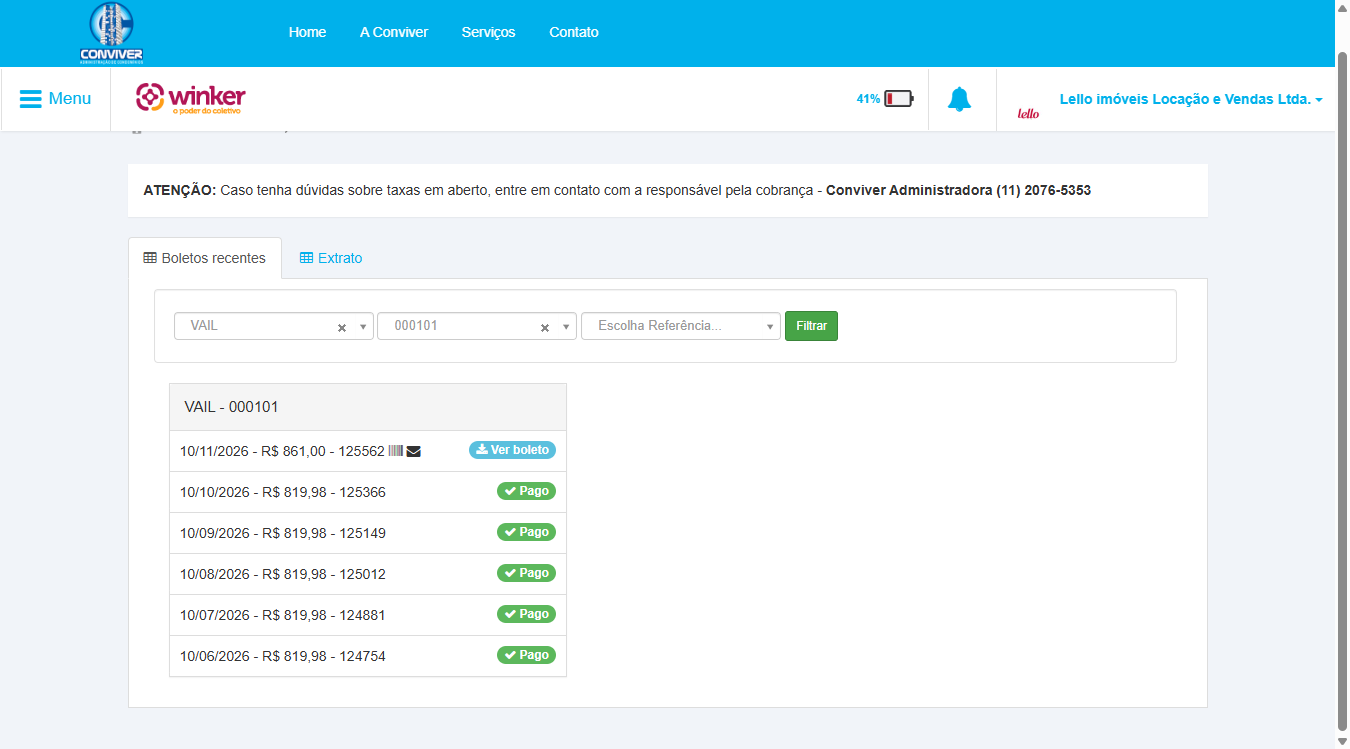 CONVIVER
Home
A Conviver
Serviços
Contato
Menu
winker
o poder do coletivo
41%
lello
Lello imóveis Locação e Vendas Ltda.
ATENÇÃO: Caso tenha dúvidas sobre taxas em aberto, entre em contato com a responsável pela cobrança - Conviver Administradora (11) 2076-5353
Boletos recentes
Extrato
VAIL
000101
Escolha Referência...
Filtrar
VAIL - 000101
10/11/2026 - R$ 861,00 - 125562 Ver boleto
10/10/2026 - R$ 819,98 - 125366 Pago
10/09/2026 - R$ 819,98 - 125149 Pago
10/08/2026 - R$ 819,98 - 125012 Pago
10/07/2026 - R$ 819,98 - 124881 Pago
10/06/2026 - R$ 819,98 - 124754 Pago